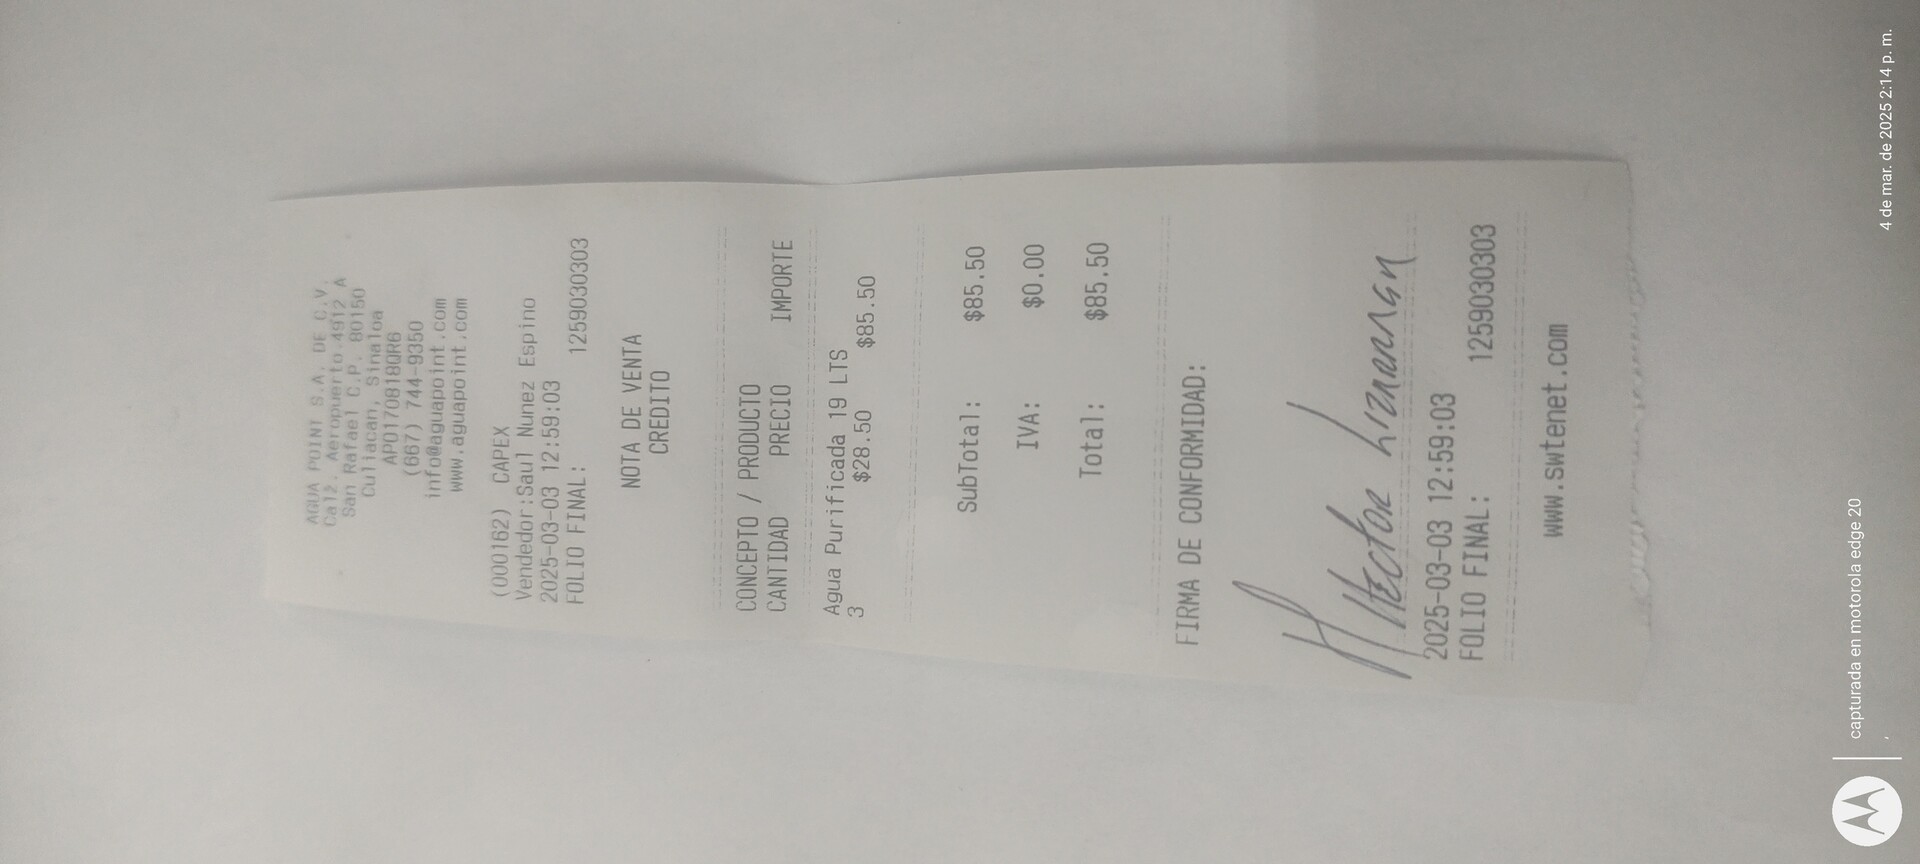 AGUA POINT S.A. DE C.V.
Calz. Aeropuerto 4912 A
San Rafael C.P. 80150
Culiacan, Sinaloa
APO170818QR6
(667) 744-9350
info@aguapoint.com
www.aguapoint.com
(000162) CAPEX
Vendedor:Saul Nunez Espino
2025-03-03 12:59:03
FOLIO FINAL: 1259030303
NOTA DE VENTA
CREDITO
CONCEPTO / PRODUCTO
CANTIDAD PRECIO IMPORTE
Agua Purificada 19 LTS
3 $28.50 $85.50
SubTotal: $85.50
IVA: $0.00
Total: $85.50
FIRMA DE CONFORMIDAD:
Hector Lizarragan
2025-03-03 12:59:03
FOLIO FINAL: 1259030303
www.swtenet.com
capturada en motorola edge 20
4 de mar. de 2025 2:14 p. m.